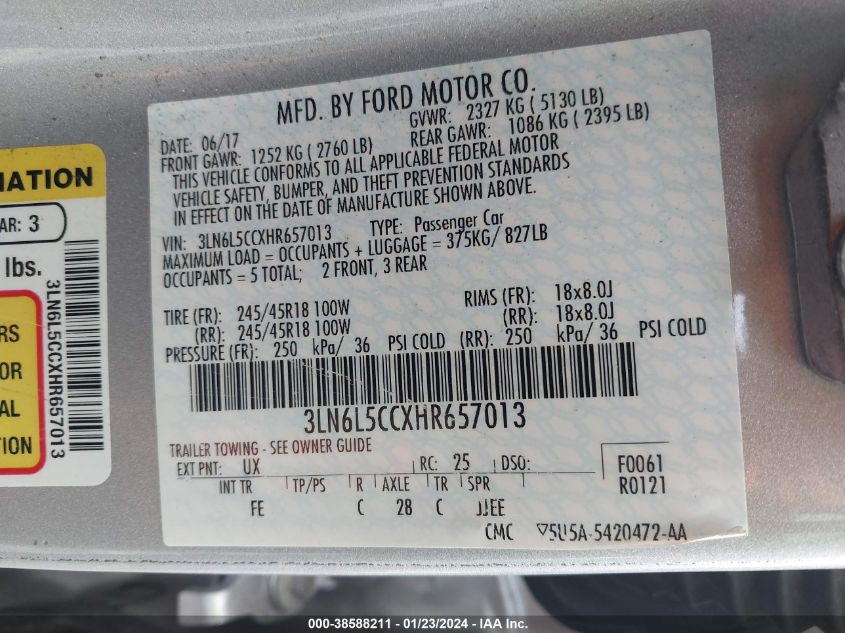 MFD. BY FORD MOTOR CO.
DATE: 06/17 GVWR: 2327 KG ( 5130 LB)
FRONT GAWR: 1252 KG ( 2760 LB) REAR GAWR: 1086 KG ( 2395 LB)
THIS VEHICLE CONFORMS TO ALL APPLICABLE FEDERAL MOTOR
VEHICLE SAFETY, BUMPER, AND THEFT PREVENTION STANDARDS
IN EFFECT ON THE DATE OF MANUFACTURE SHOWN ABOVE.
VIN: 3LN6L5CCXHR657013 TYPE: Passenger Car
MAXIMUM LOAD = OCCUPANTS + LUGGAGE = 375KG/ 827LB
OCCUPANTS = 5 TOTAL; 2 FRONT, 3 REAR
TIRE (FR): 245/45R18 100W RIMS (FR): 18x8.0J
(RR): 245/45R18 100W (RR): 18x8.0J
PRESSURE (FR): 250 kPa/ 36 PSI COLD (RR): 250 kPa/ 36 PSI COLD
3LN6L5CCXHR657013
TRAILER TOWING - SEE OWNER GUIDE
EXT PNT: UX RC: 25 DSO: F0061
INT TR TP/PS R AXLE TR SPR R0121
FE C 28 C JJEE
CMC 5U5A-5420472-AA
MATION
AR: 3
lbs.
RS
OR
AL
TION
3LN6L5CCXHR657013
000-38588211 - 01/23/2024 - IAA Inc.